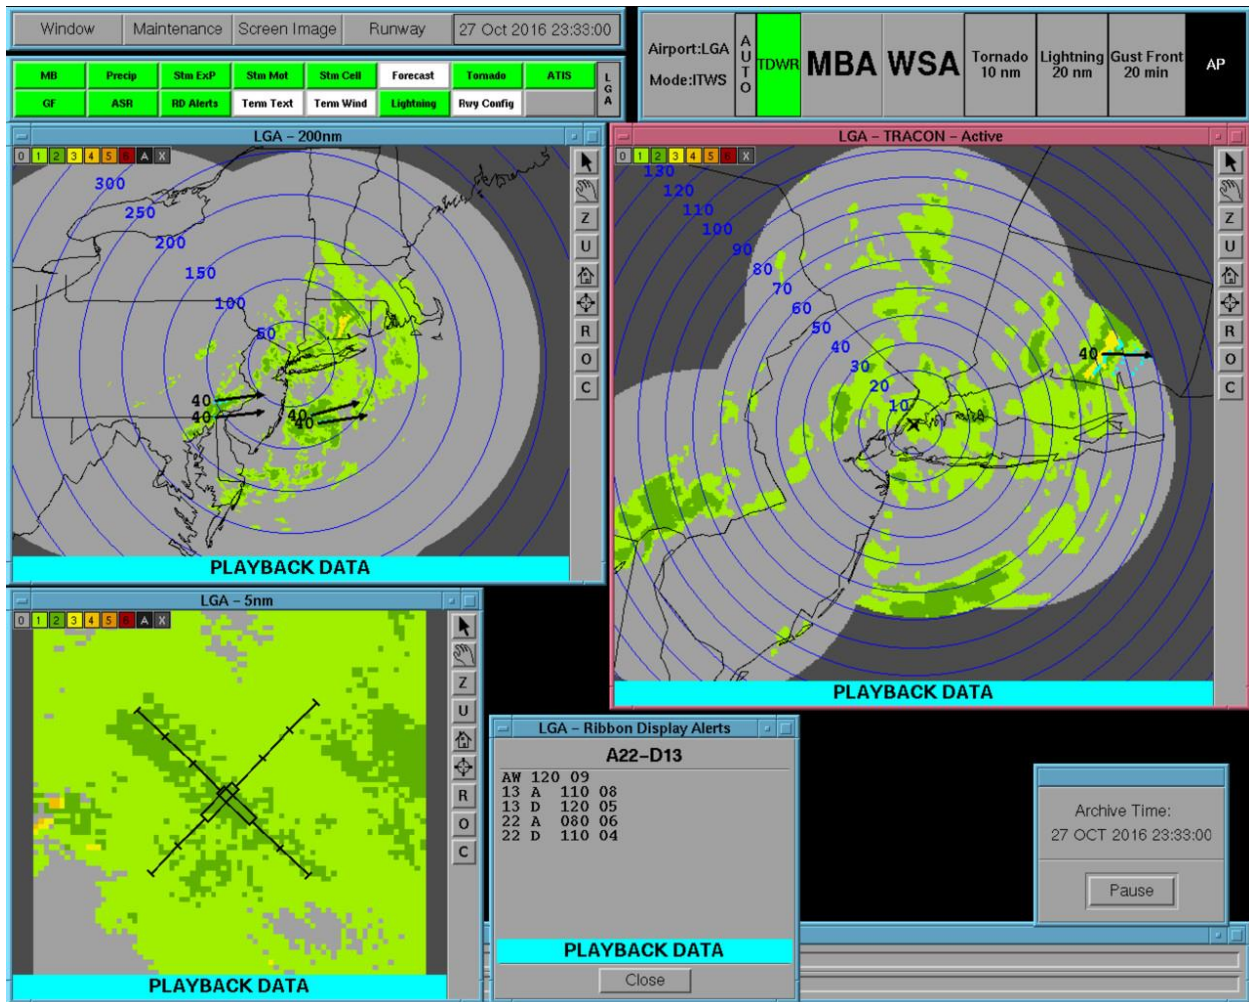 Window Maintenance Screen Image Runway 27 Oct 2016 23:33:00
MB Precip Stm ExP Stm Mot Stm Cell Forecast Tornado ATIS
GF ASR RD Alerts Term Text Term Wind Lightning Rwy Config
LGA
Airport:LGA
Mode:ITWS
AUTO
TDWR
MBA
WSA
Tornado
10 nm
Lightning
20 nm
Gust Front
20 min
AP
LGA – 200nm
0 1 2 3 4 5 6 A X
300
250
200
150
100
50
40
40
40
40
Z
U
R
O
C
PLAYBACK DATA
LGA – TRACON – Active
0 1 2 3 4 5 6 X
130
120
110
100
90
80
70
60
50
40
30
20
10
40
Z
U
R
O
C
PLAYBACK DATA
LGA – 5nm
0 1 2 3 4 5 6 A X
Z
U
R
O
C
PLAYBACK DATA
LGA – Ribbon Display Alerts
A22–D13
AW 120 09
13 A 110 08
13 D 120 05
22 A 080 06
22 D 110 04
PLAYBACK DATA
Close
Archive Time:
27 OCT 2016 23:33:00
Pause